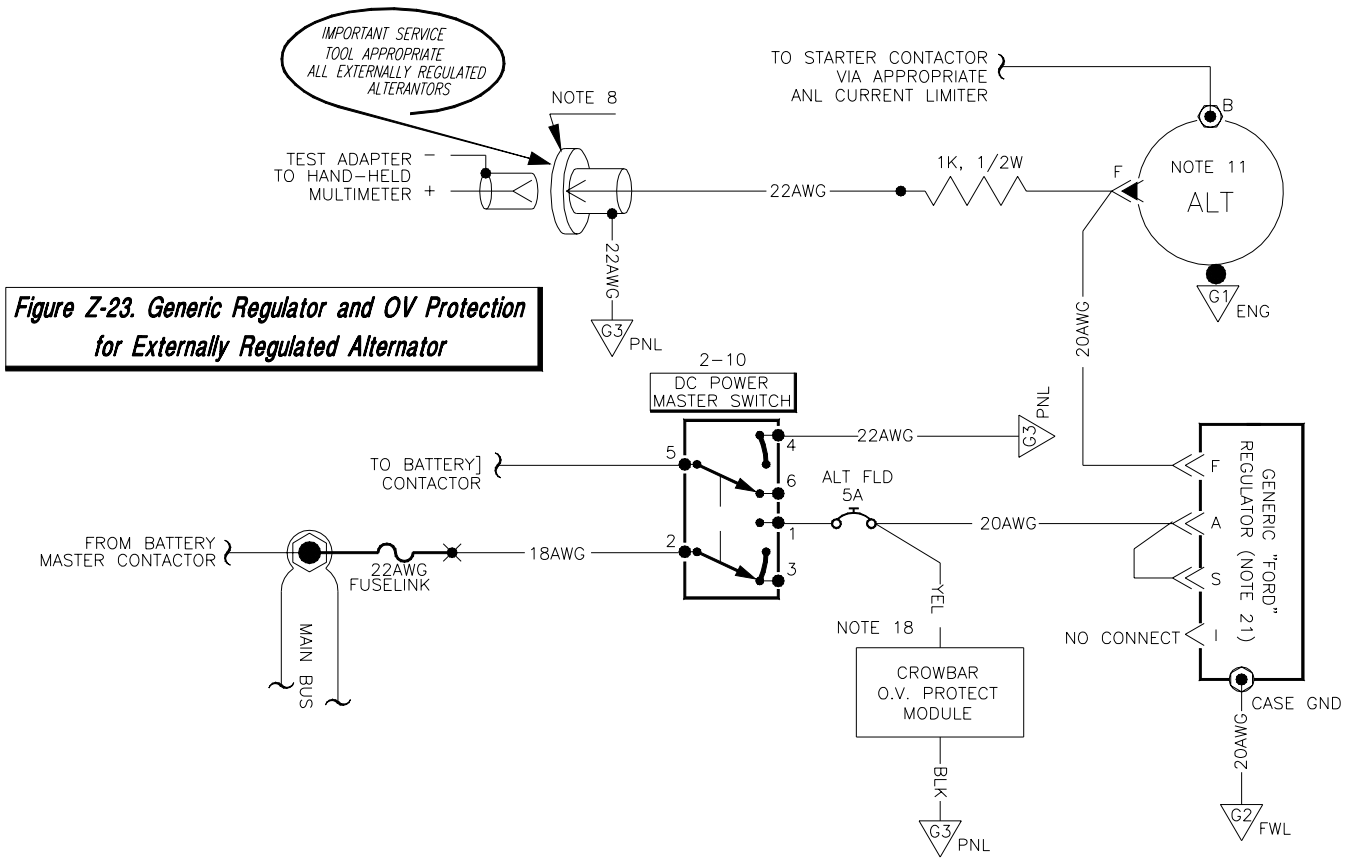 IMPORTANT SERVICE
TOOL APPROPRIATE
ALL EXTERNALLY REGULATED
ALTERANTORS
NOTE 8
TO STARTER CONTACTOR
VIA APPROPRIATE
ANL CURRENT LIMITER
B
TEST ADAPTER −
TO HAND-HELD
MULTIMETER +
22AWG
1K, 1/2W
F
NOTE 11
ALT
22AWG
G3
PNL
G1
ENG
20AWG
Figure Z-23. Generic Regulator and OV Protection
for Externally Regulated Alternator
2-10
DC POWER
MASTER SWITCH
4
22AWG
G3
PNL
TO BATTERY]
CONTACTOR
5
6
ALT FLD
5A
1
20AWG
FROM BATTERY
MASTER CONTACTOR
22AWG
FUSELINK
18AWG
2
3
MAIN BUS
YEL
NOTE 18
CROWBAR
O.V. PROTECT
MODULE
BLK
G3
PNL
F
A
S
NO CONNECT
I
GENERIC "FORD"
REGULATOR (NOTE 21)
CASE GND
20AWG
G2
FWL